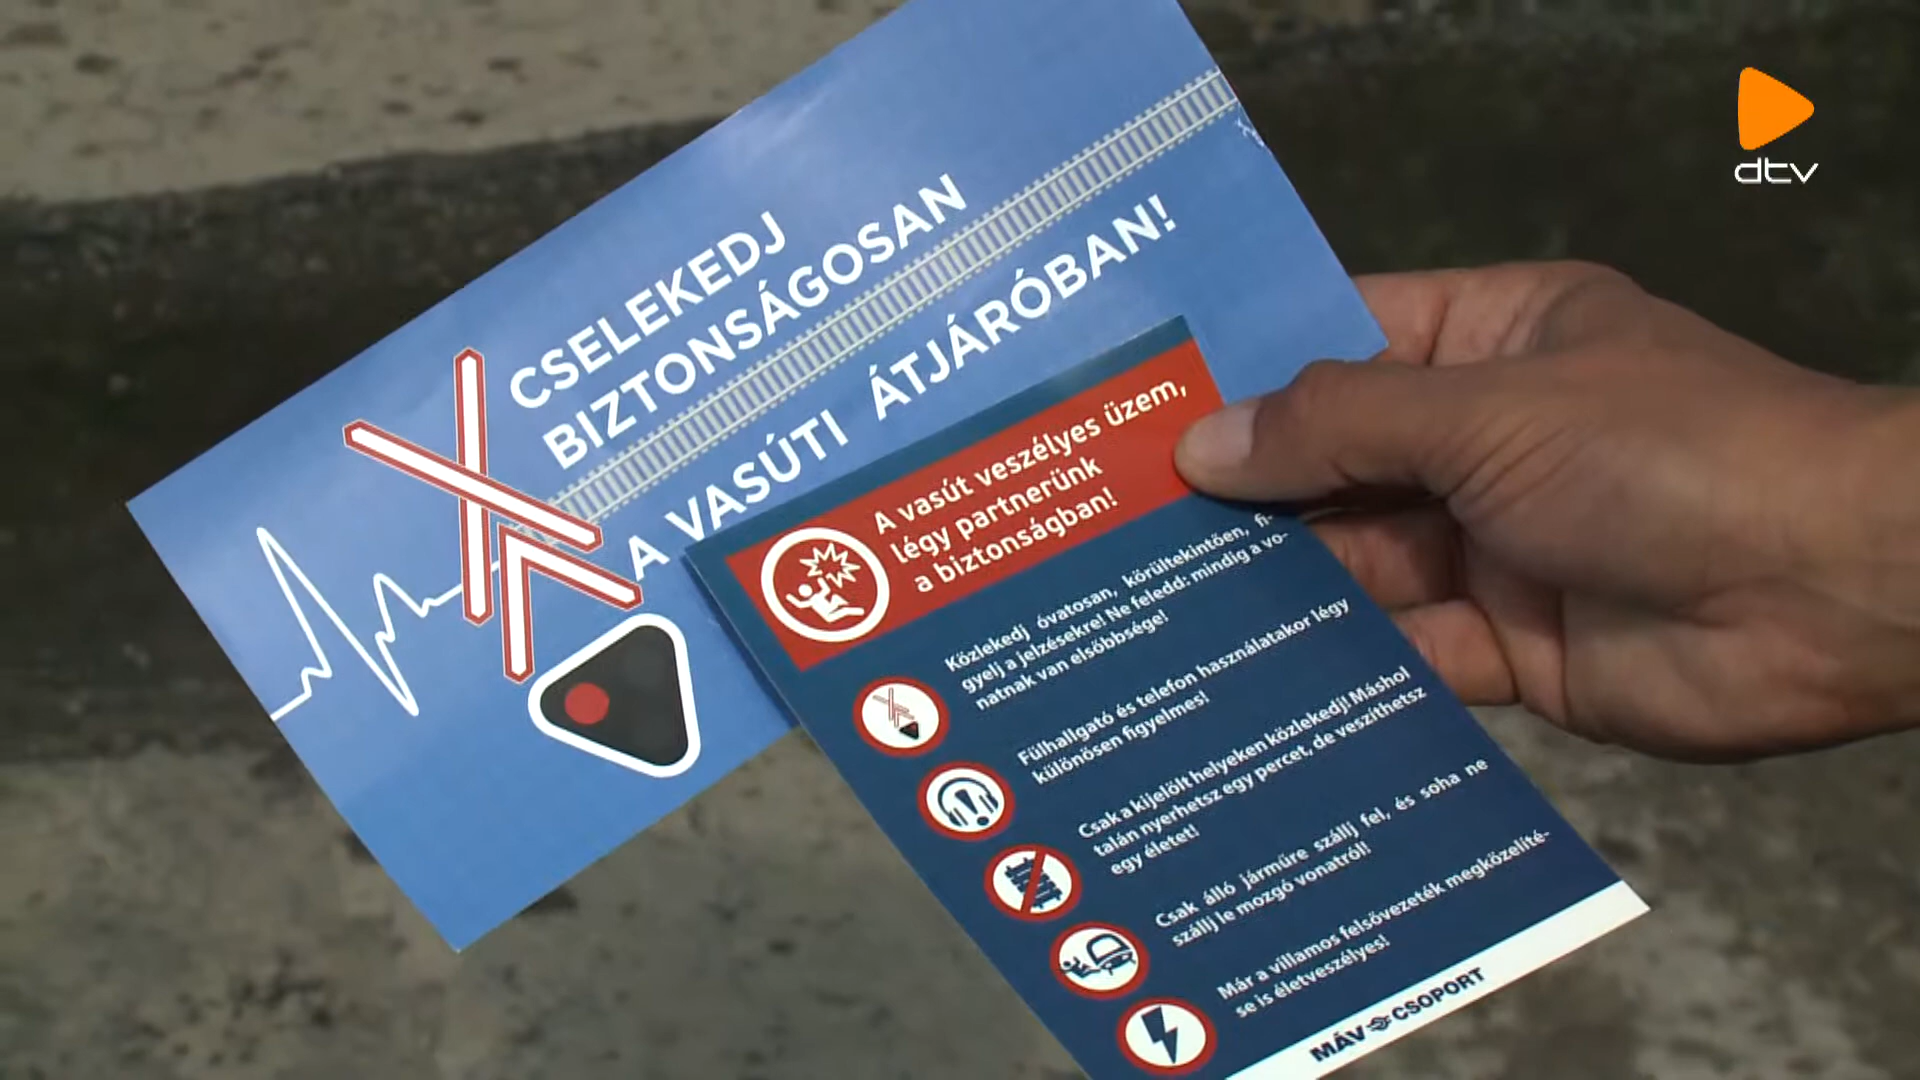 CSELEKEDJ
BIZTONSÁGOSAN
A VASÚTI ÁTJÁRÓBAN!
A vasút veszélyes üzem,
légy partnerünk
a biztonságban!
Közlekedj óvatosan, körültekintően, fi-
gyelj a jelzésekre! Ne feledd: mindig a vo-
natnak van elsőbbsége!
Fülhallgató és telefon használatakor légy
különösen figyelmes!
Csak a kijelölt helyeken közlekedj! Máshol
talán nyerhetsz egy percet, de veszíthetsz
egy életet!
Csak álló járműre szállj fel, és soha ne
szállj le mozgó vonatról!
Már a villamos felsővezeték megközelíté-
se is életveszélyes!
MÁV CSOPORT
dtv